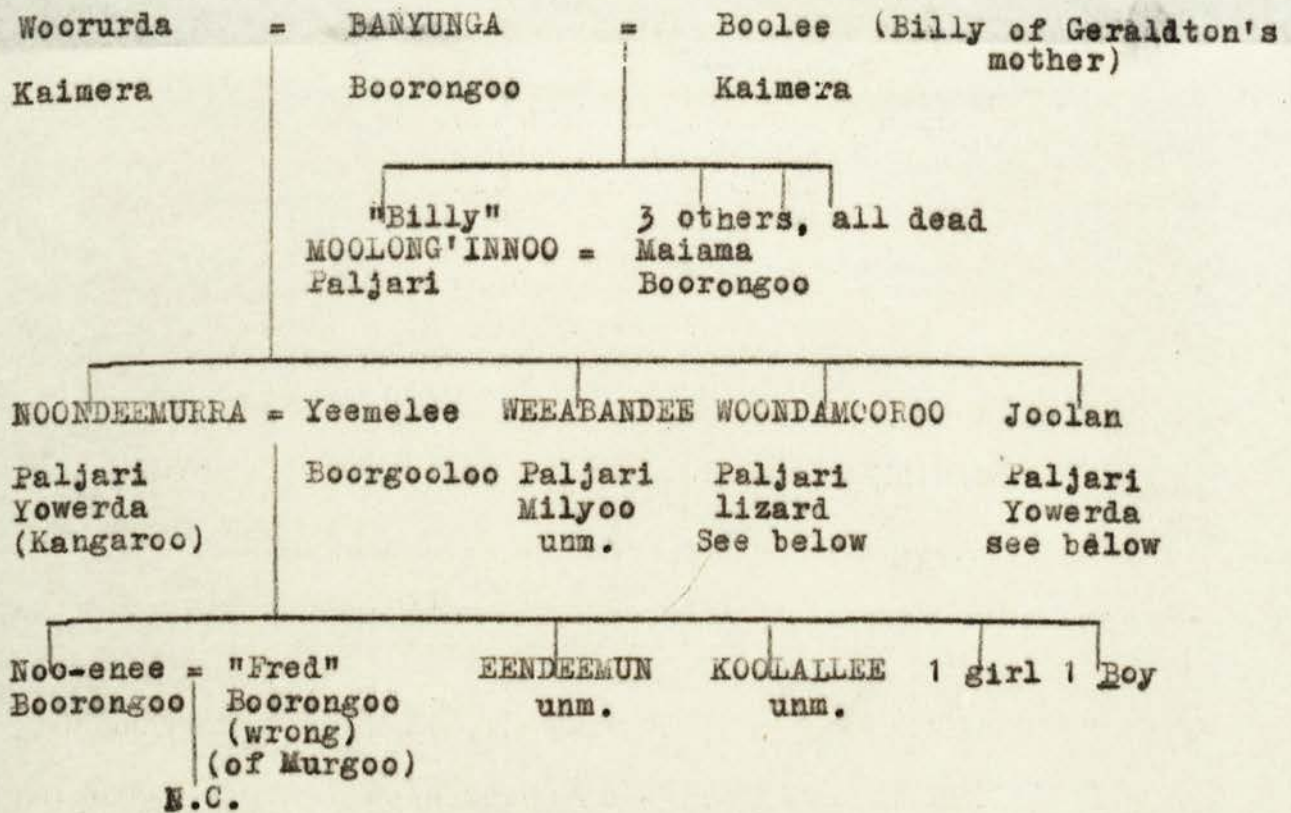 Woorurda = BANYUNGA = Boolee (Billy of Geraldton's
mother)
Kaimera Boorongoo Kaimera
"Billy" 3 others, all dead
MOOLONG'INNOO = Maiama
Paljari Boorongoo
NOONDEEMURRA = Yeemelee WEEABANDEE WOONDAMOOROO Joolan
Paljari Boorgooloo Paljari Paljari Paljari
Yowerda Milyoo lizard Yowerda
(Kangaroo) unm. See below see below
Noo-enee = "Fred" EENDEEMUN KOOLALLEE 1 girl 1 Boy
Boorongoo Boorongoo unm. unm.
(wrong)
(of Murgoo)
N.C.